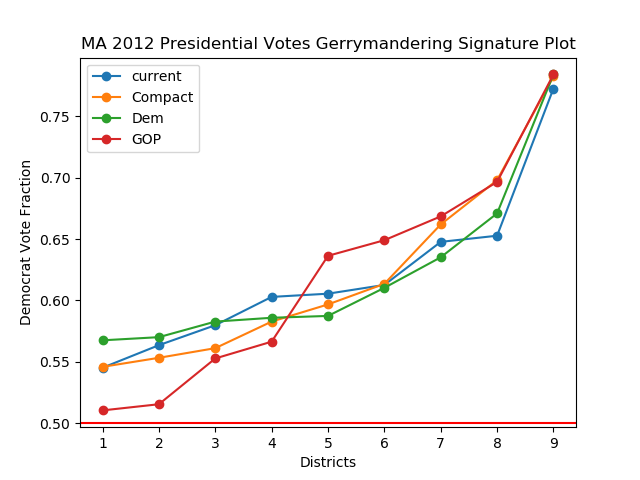 MA 2012 Presidential Votes Gerrymandering Signature Plot
current
Compact
Dem
GOP
Democrat Vote Fraction
0.75
0.70
0.65
0.60
0.55
0.50
1 2 3 4 5 6 7 8 9
Districts